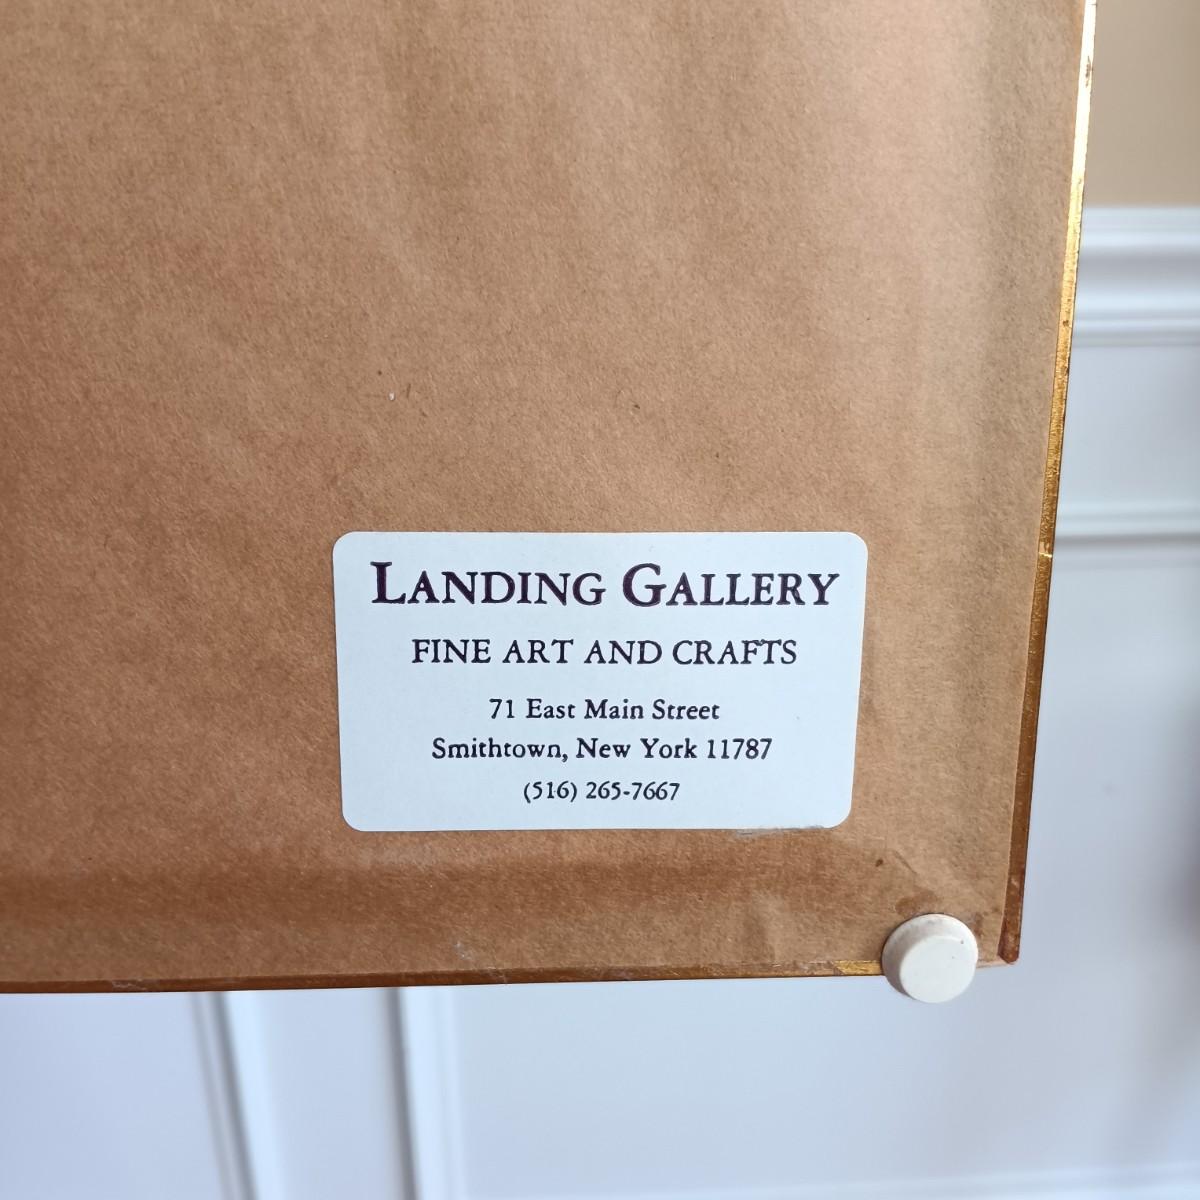 LANDING GALLERY
FINE ART AND CRAFTS
71 East Main Street
Smithtown, New York 11787
(516) 265-7667